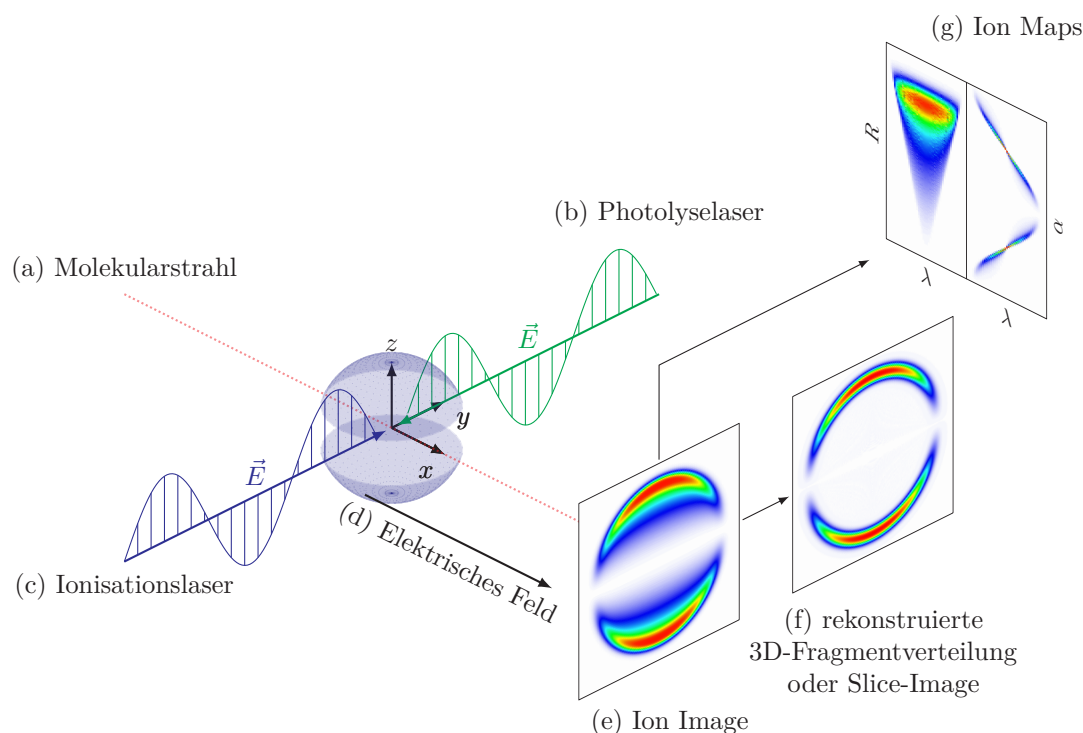 (g) Ion Maps
R
λ
α
λ
(b) Photolyselaser
(a) Molekularstrahl
E⃗
z
y
x
E⃗
(d) Elektrisches Feld
(c) Ionisationslaser
(e) Ion Image
(f) rekonstruierte
3D-Fragmentverteilung
oder Slice-Image